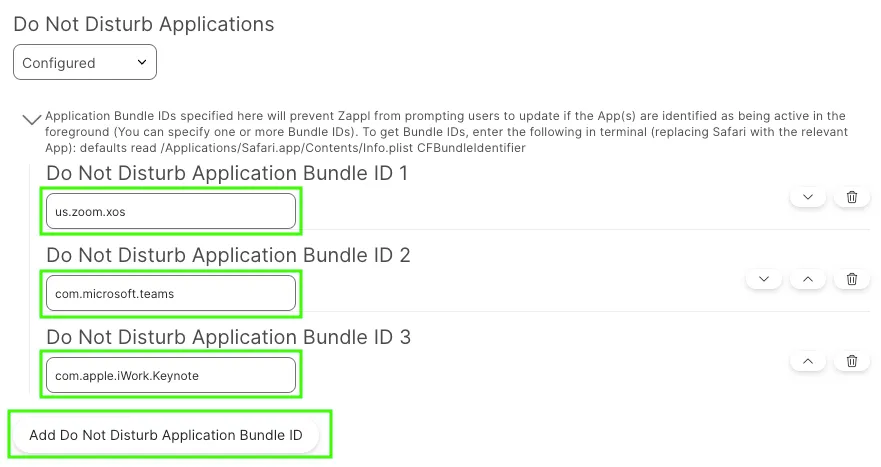 Do Not Disturb Applications
Configured
Application Bundle IDs specified here will prevent Zappl from prompting users to update if the App(s) are identified as being active in the
foreground (You can specify one or more Bundle IDs). To get Bundle IDs, enter the following in terminal (replacing Safari with the relevant
App): defaults read /Applications/Safari.app/Contents/Info.plist CFBundleIdentifier
Do Not Disturb Application Bundle ID 1
us.zoom.xos
Do Not Disturb Application Bundle ID 2
com.microsoft.teams
Do Not Disturb Application Bundle ID 3
com.apple.iWork.Keynote
Add Do Not Disturb Application Bundle ID